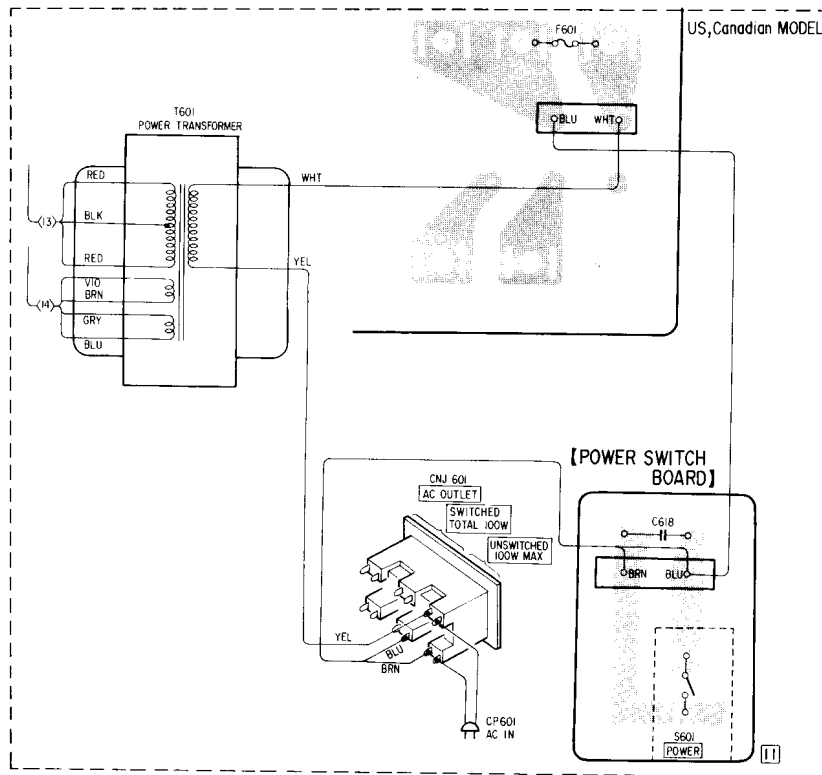 US,Canadian MODEL
F601
BLU WHT
T601
POWER TRANSFORMER
RED
WHT
(13)
BLK
RED
YEL
VIO
BRN
(14)
GRY
BLU
【POWER SWITCH
BOARD】
CNJ 601
AC OUTLET
SWITCHED
TOTAL 100W
UNSWITCHED
100W MAX
C618
BRN BLU
YEL
BLU
BRN
CP601
AC IN
S601
POWER
11